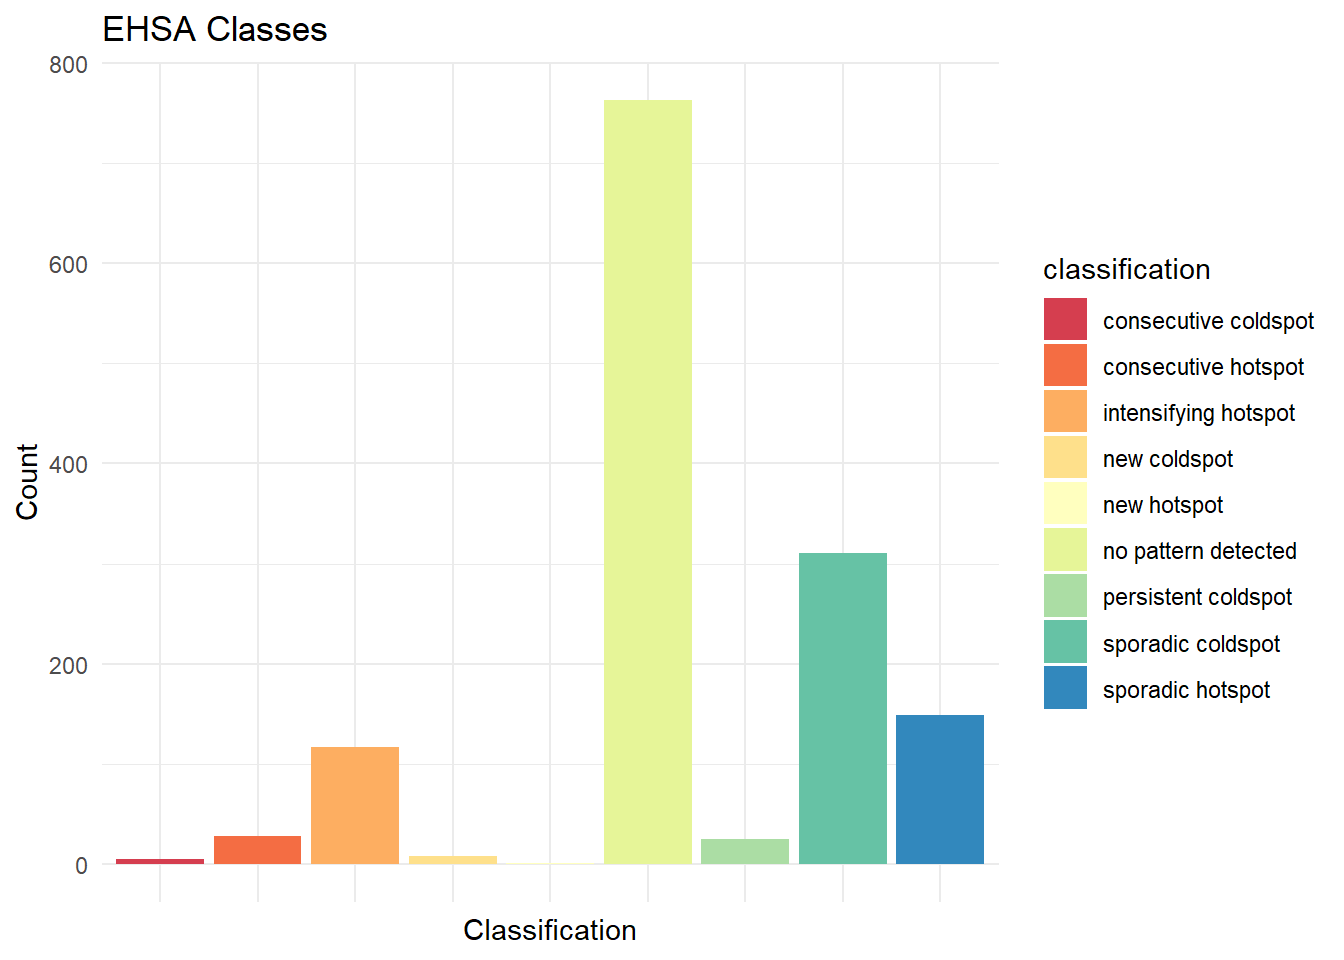 EHSA Classes
800
600
400
200
0
Count
Classification
classification
consecutive coldspot
consecutive hotspot
intensifying hotspot
new coldspot
new hotspot
no pattern detected
persistent coldspot
sporadic coldspot
sporadic hotspot